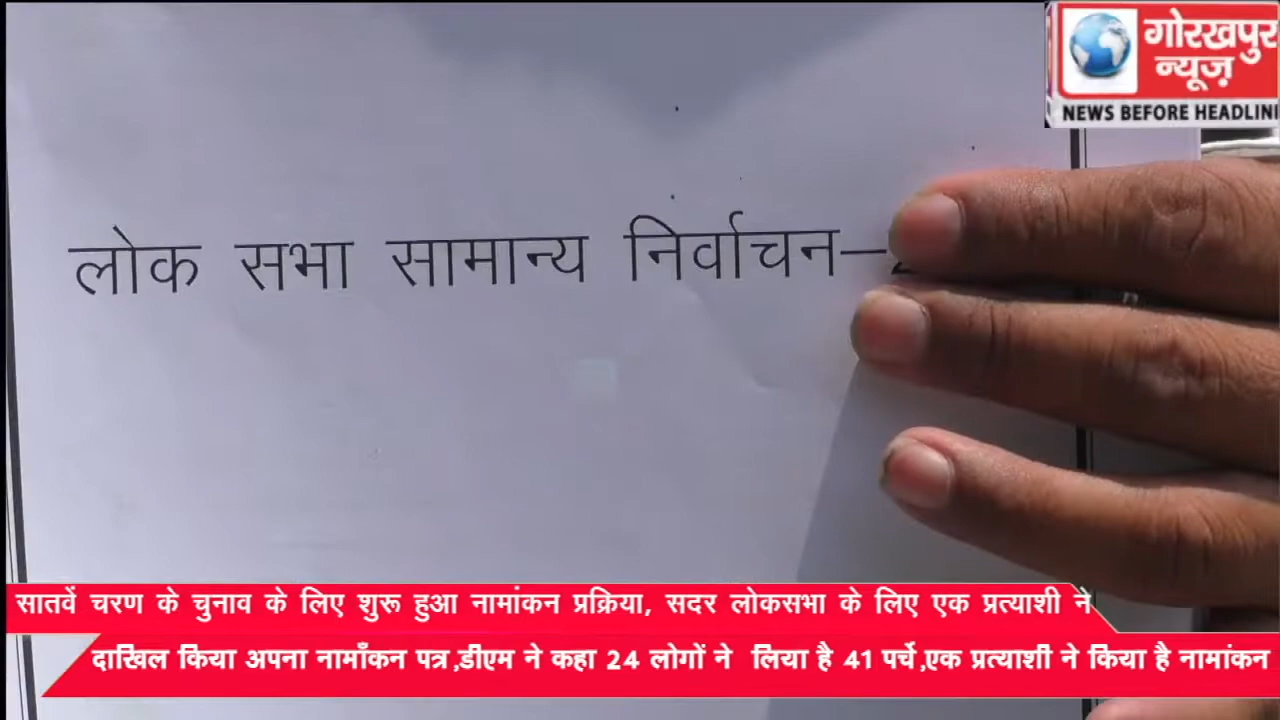 गोरखपुर
न्यूज़
NEWS BEFORE HEADLINI
लोक सभा सामान्य निर्वाचन–
सातवें चरण के चुनाव के लिए शुरू हुआ नामांकन प्रक्रिया, सदर लोकसभा के लिए एक प्रत्याशी ने
दाखिल किया अपना नामाँकन पत्र,डीएम ने कहा 24 लोगों ने लिया है 41 पर्चे,एक प्रत्याशी ने किया है नामांकन